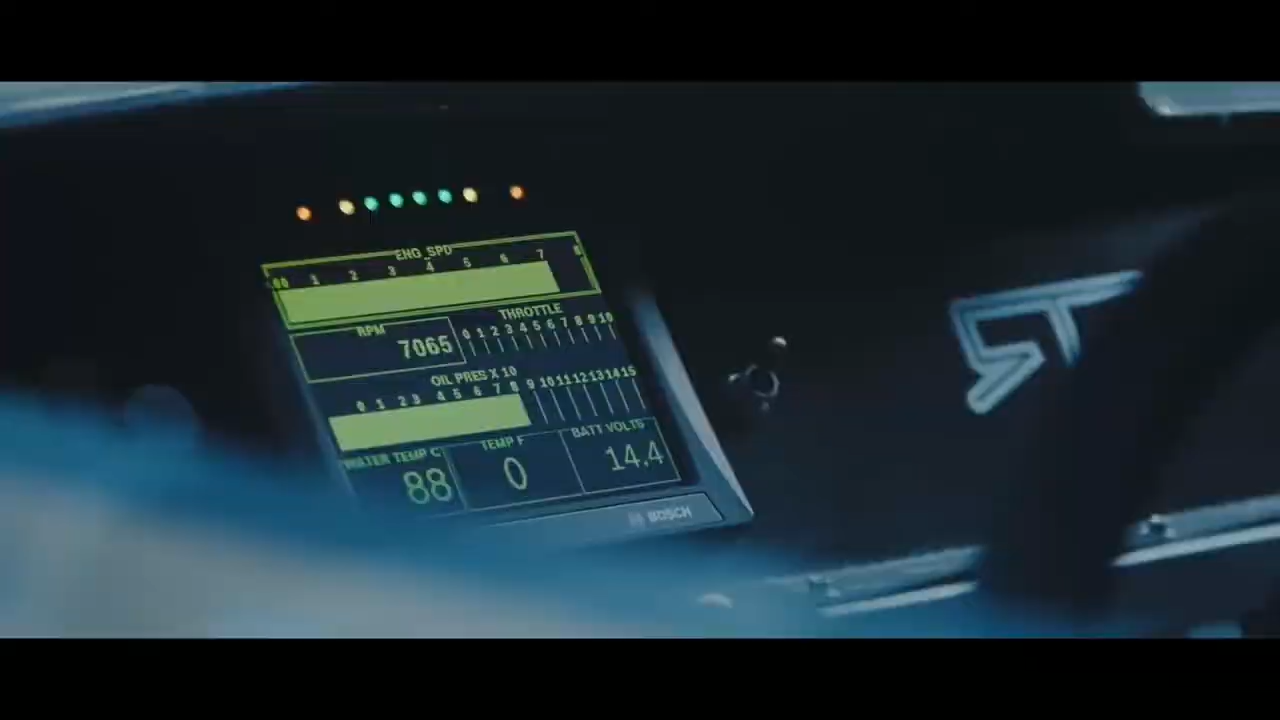 ENG_SPD
00 1 2 3 4 5 6 7 8
RPM
7065
THROTTLE
0 1 2 3 4 5 6 7 8 9 10
OIL PRES X 10
0 1 2 3 4 5 6 7 8 9 10 11 12 13 14 15
WATER TEMP C
88
TEMP F
0
BATT VOLTS
14.4
BOSCH